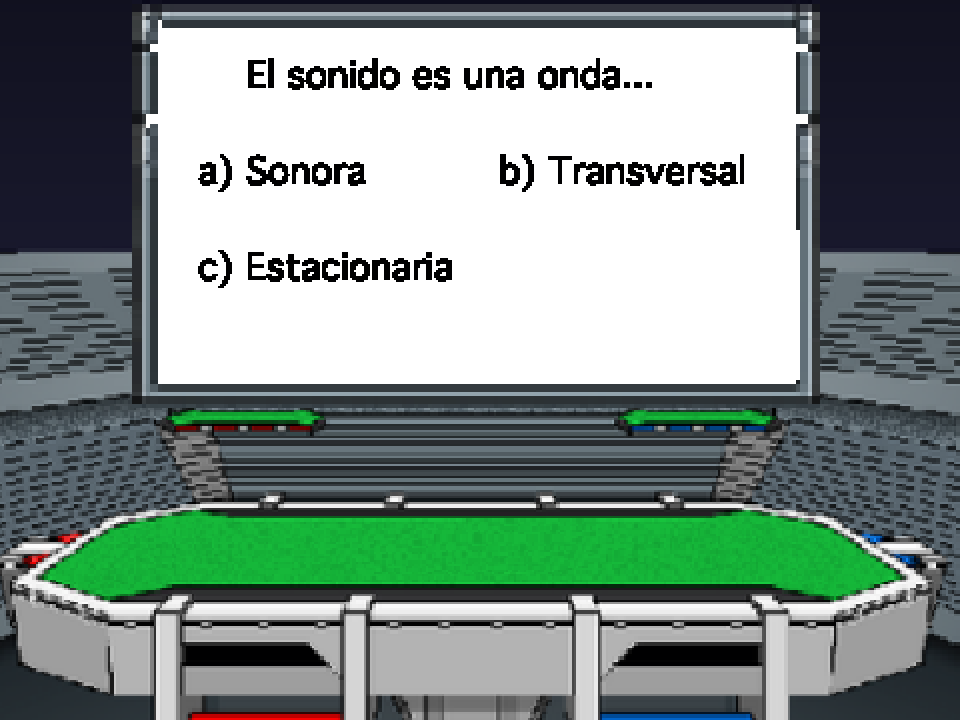 El sonido es una onda...
a) Sonora b) Transversal
c) Estacionaria